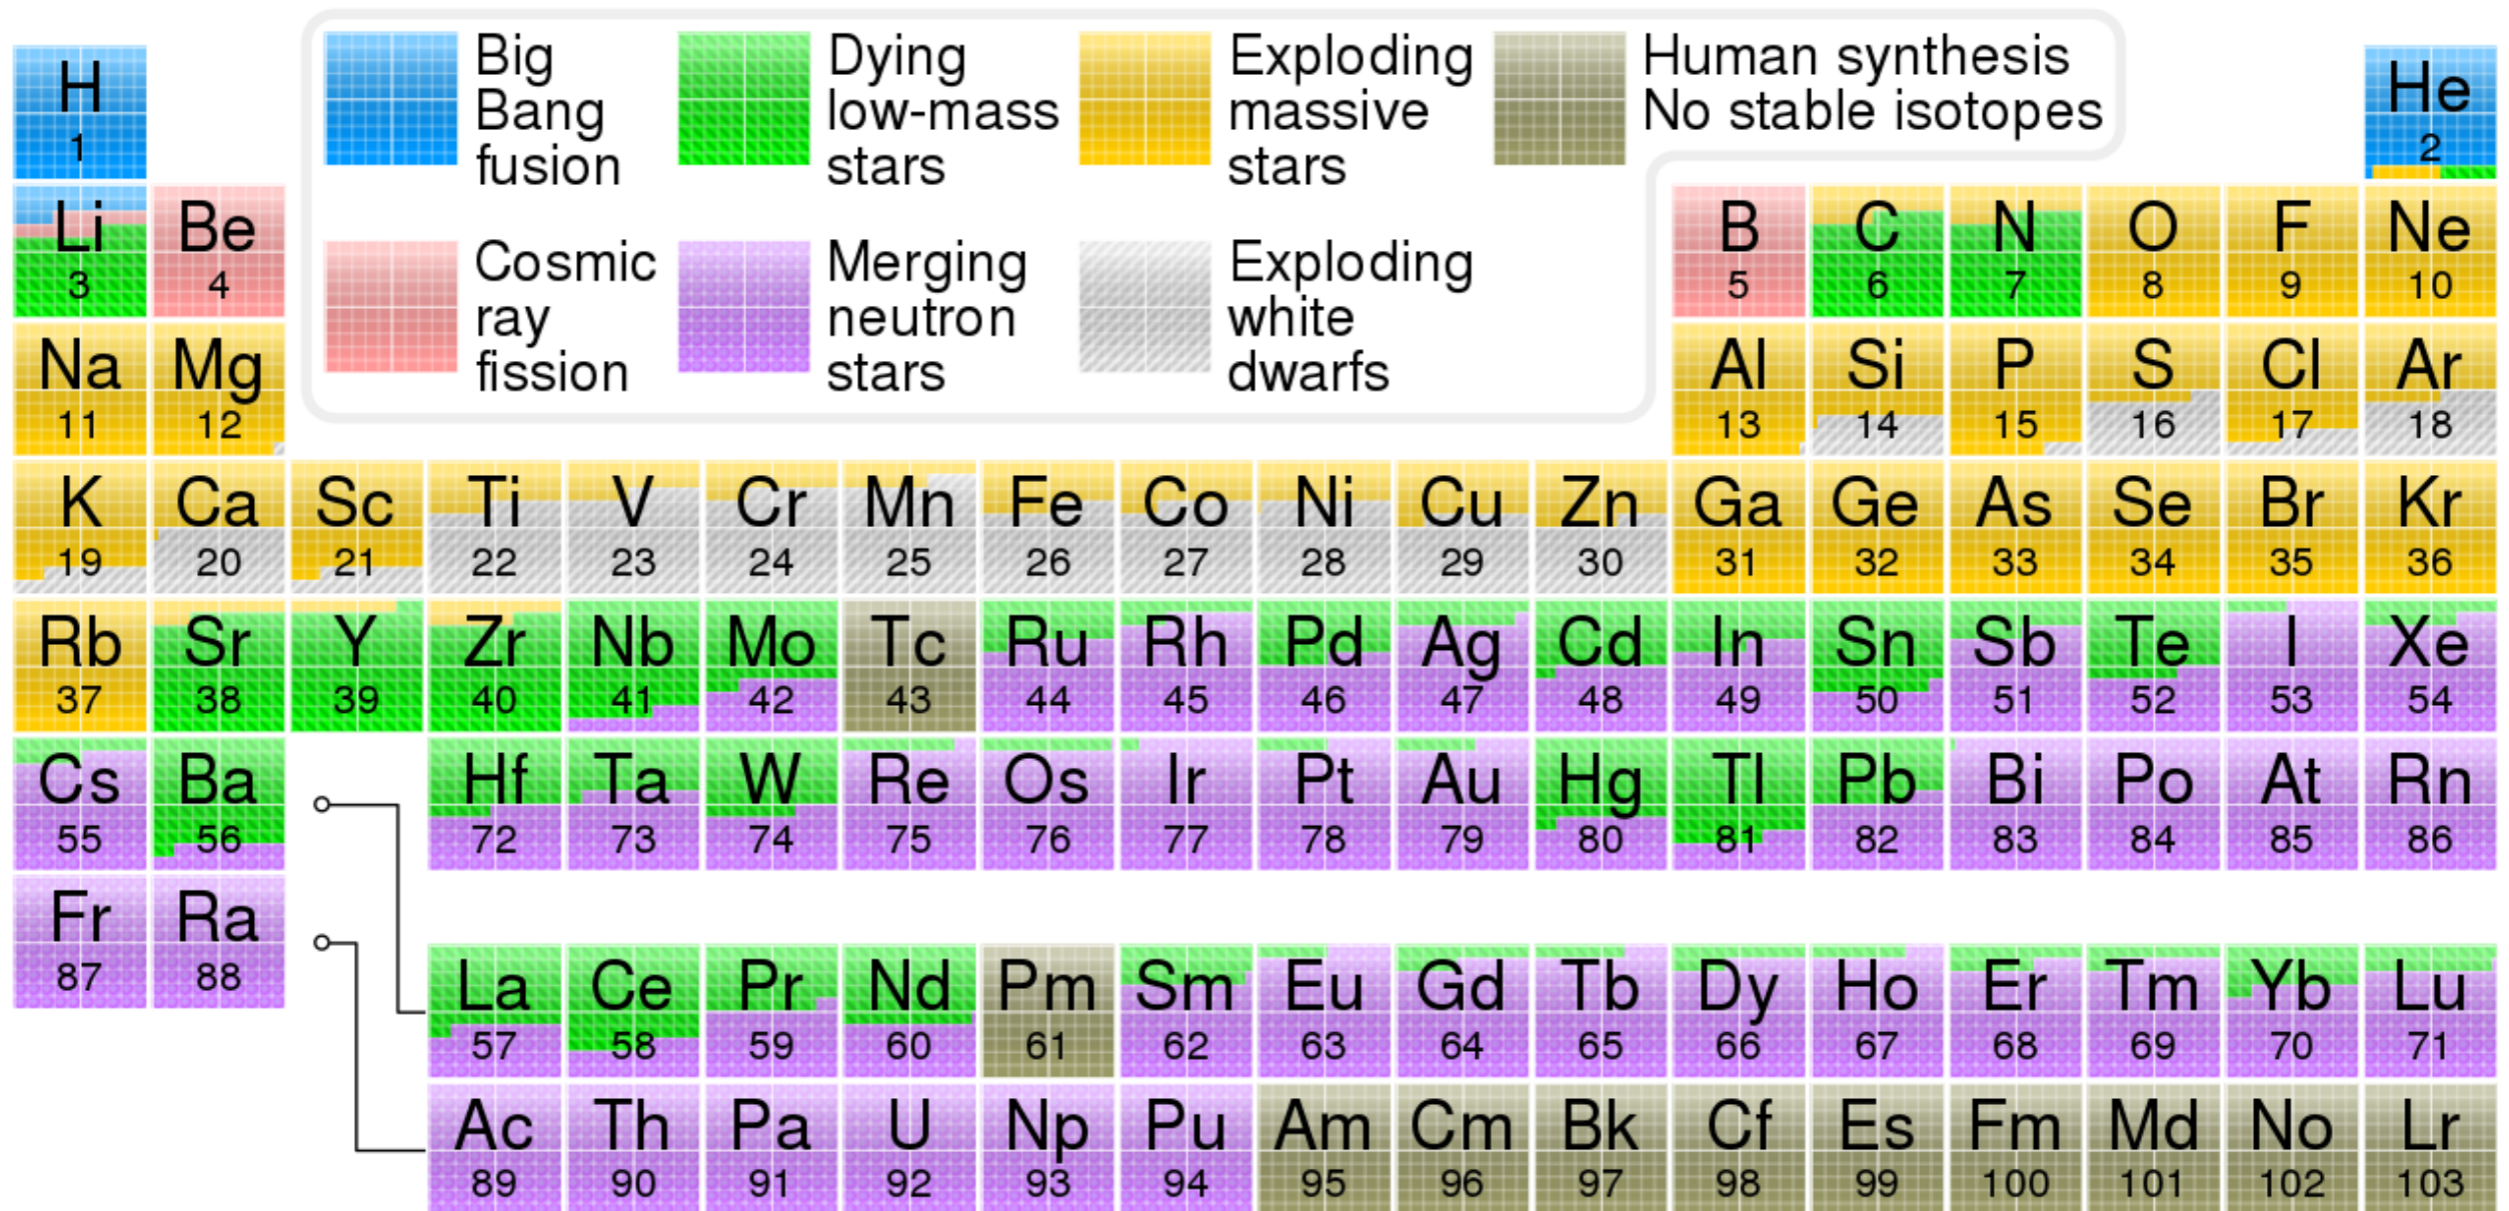 H
1
Big
Bang
fusion
Dying
low-mass
stars
Exploding
massive
stars
Human synthesis
No stable isotopes
He
2
Li
3
Be
4
Cosmic
ray
fission
Merging
neutron
stars
Exploding
white
dwarfs
B C N O F Ne
5 6 7 8 9 10
Na Mg
11 12
Al Si P S Cl Ar
13 14 15 16 17 18
K Ca Sc Ti V Cr Mn Fe Co Ni Cu Zn Ga Ge As Se Br Kr
19 20 21 22 23 24 25 26 27 28 29 30 31 32 33 34 35 36
Rb Sr Y Zr Nb Mo Tc Ru Rh Pd Ag Cd In Sn Sb Te I Xe
37 38 39 40 41 42 43 44 45 46 47 48 49 50 51 52 53 54
Cs Ba Hf Ta W Re Os Ir Pt Au Hg Tl Pb Bi Po At Rn
55 56 72 73 74 75 76 77 78 79 80 81 82 83 84 85 86
Fr Ra
87 88
La Ce Pr Nd Pm Sm Eu Gd Tb Dy Ho Er Tm Yb Lu
57 58 59 60 61 62 63 64 65 66 67 68 69 70 71
Ac Th Pa U Np Pu Am Cm Bk Cf Es Fm Md No Lr
89 90 91 92 93 94 95 96 97 98 99 100 101 102 103